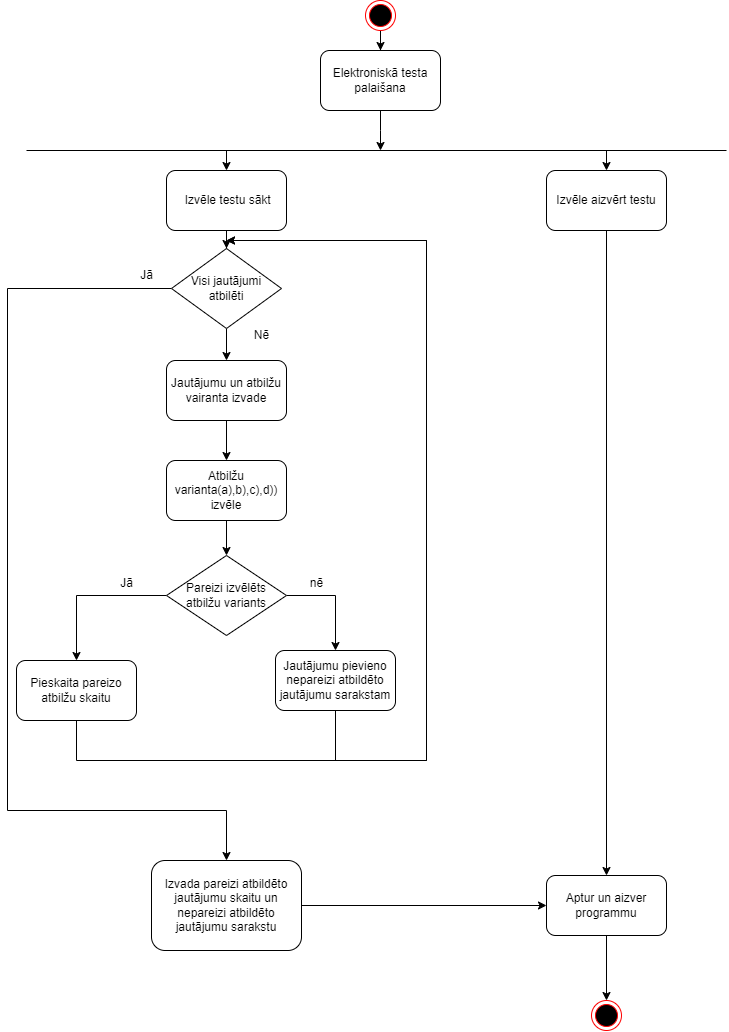 Elektroniskā testa
palaišana
Izvēle testu sākt
Izvēle aizvērt testu
Jā
Visi jautājumi
atbilēti
Nē
Jautājumu un atbilžu
vairanta izvade
Atbilžu
varianta(a),b),c),d))
izvēle
Jā
Pareizi izvēlēts
atbilžu variants
nē
Pieskaita pareizo
atbilžu skaitu
Jautājumu pievieno
nepareizi atbildēto
jautājumu sarakstam
Izvada pareizi atbildēto
jautājumu skaitu un
nepareizi atbildēto
jautājumu sarakstu
Aptur un aizver
programmu